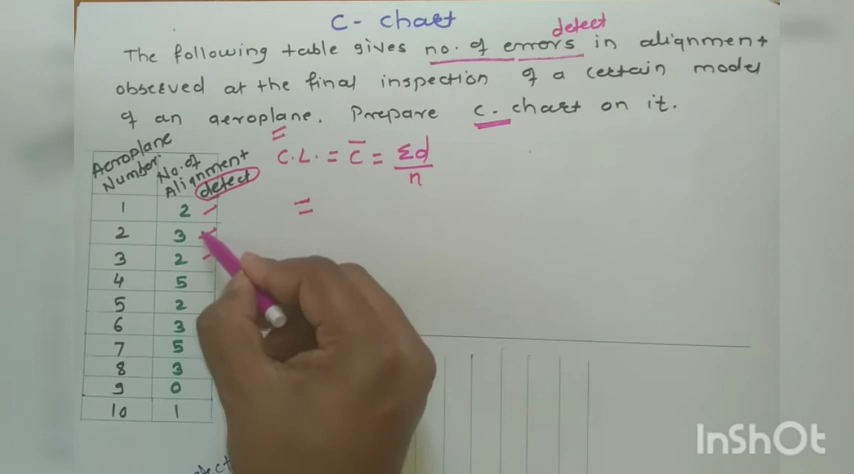 C - chart
defect
The following table gives no. of errors in alignment
observed at the final inspection of a certain model
of an aeroplane. Prepare c. chart on it.
Aeroplane Number
No. of Alignment defect
C.L. = c̄ = Σd / n
=
1 2
2 3
3 2
4 5
5 2
6 3
7 5
8 3
9 0
10 1
InShOt